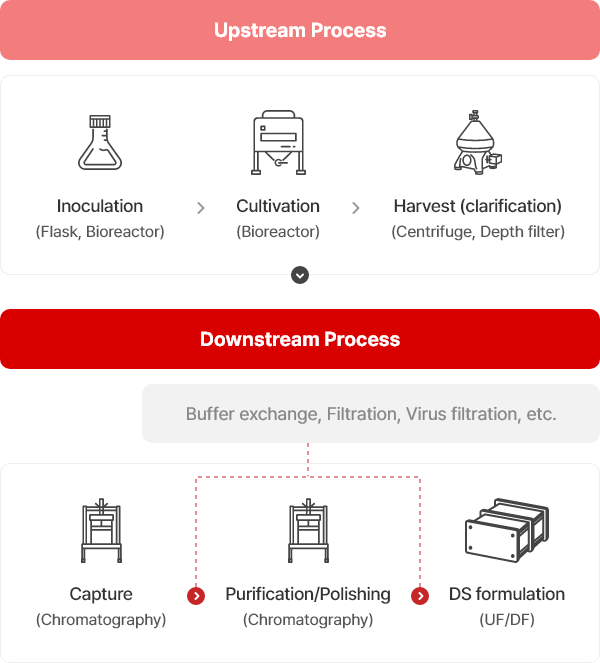 Upstream Process
Inoculation
(Flask, Bioreactor)
Cultivation
(Bioreactor)
Harvest (clarification)
(Centrifuge, Depth filter)
Downstream Process
Buffer exchange, Filtration, Virus filtration, etc.
Capture
(Chromatography)
Purification/Polishing
(Chromatography)
DS formulation
(UF/DF)